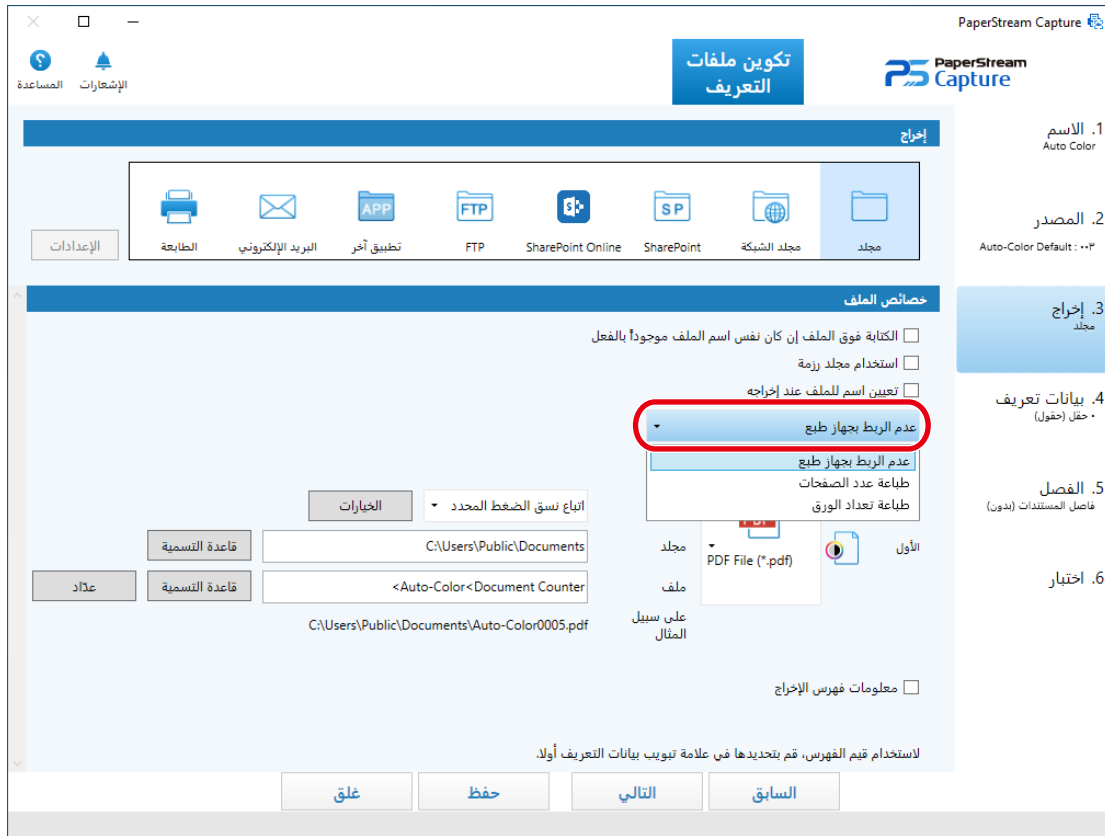 PaperStream Capture
PaperStream
Capture
تكوين ملفات
التعريف
الإشعارات
المساعدة
1. الاسم
Auto Color
2. المصدر
٠٠٣ : Auto-Color Default
3. إخراج
مجلد
4. بيانات تعريف
• حقل (حقول)
5. الفصل
فاصل المستندات (بدون)
6. اختبار
إخراج
مجلد
مجلد الشبكة
SP
SharePoint
SharePoint Online
FTP
FTP
APP
تطبيق آخر
البريد الإلكتروني
الطابعة
الإعدادات
خصائص الملف
الكتابة فوق الملف إن كان نفس اسم الملف موجوداً بالفعل
استخدام مجلد رزمة
تعيين اسم للملف عند إخراجه
عدم الربط بجهاز طبع
عدم الربط بجهاز طبع
طباعة عدد الصفحات
طباعة تعداد الورق
اتباع نسق الضغط المحدد
الخيارات
الأول
PDF File (*.pdf)
مجلد
C:\Users\Public\Documents
قاعدة التسمية
ملف
<Auto-Color<Document Counter
قاعدة التسمية
عدّاد
على سبيل
المثال
C:\Users\Public\Documents\Auto-Color0005.pdf
معلومات فهرس الإخراج
لاستخدام قيم الفهرس، قم بتحديدها في علامة تبويب بيانات التعريف أولا.
السابق
التالي
حفظ
غلق